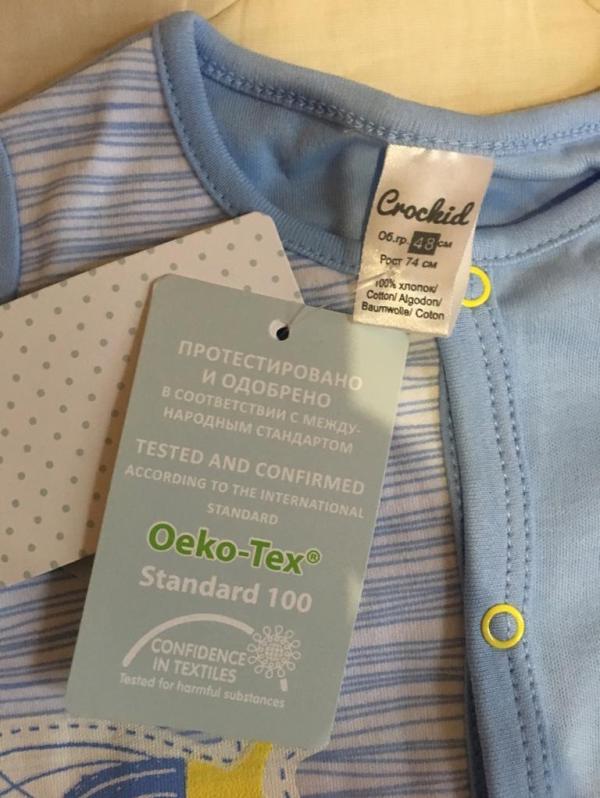 Crockid
Об.гр. 48 см
Рост 74 см
100% хлопок/
Cotton/ Algodon/
Baumwolle/ Coton
ПРОТЕСТИРОВАНО
И ОДОБРЕНО
В СООТВЕТСТВИИ С МЕЖДУ-
НАРОДНЫМ СТАНДАРТОМ
TESTED AND CONFIRMED
ACCORDING TO THE INTERNATIONAL
STANDARD
Oeko-Tex®
Standard 100
CONFIDENCE
IN TEXTILES
Tested for harmful substances